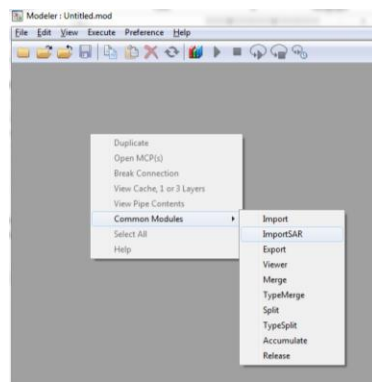 Modeler : Untitled.mod
File Edit View Execute Preference Help
Duplicate
Open MCP(s)
Break Connection
View Cache, 1 or 3 Layers
View Pipe Contents
Common Modules
Select All
Help
Import
ImportSAR
Export
Viewer
Merge
TypeMerge
Split
TypeSplit
Accumulate
Release